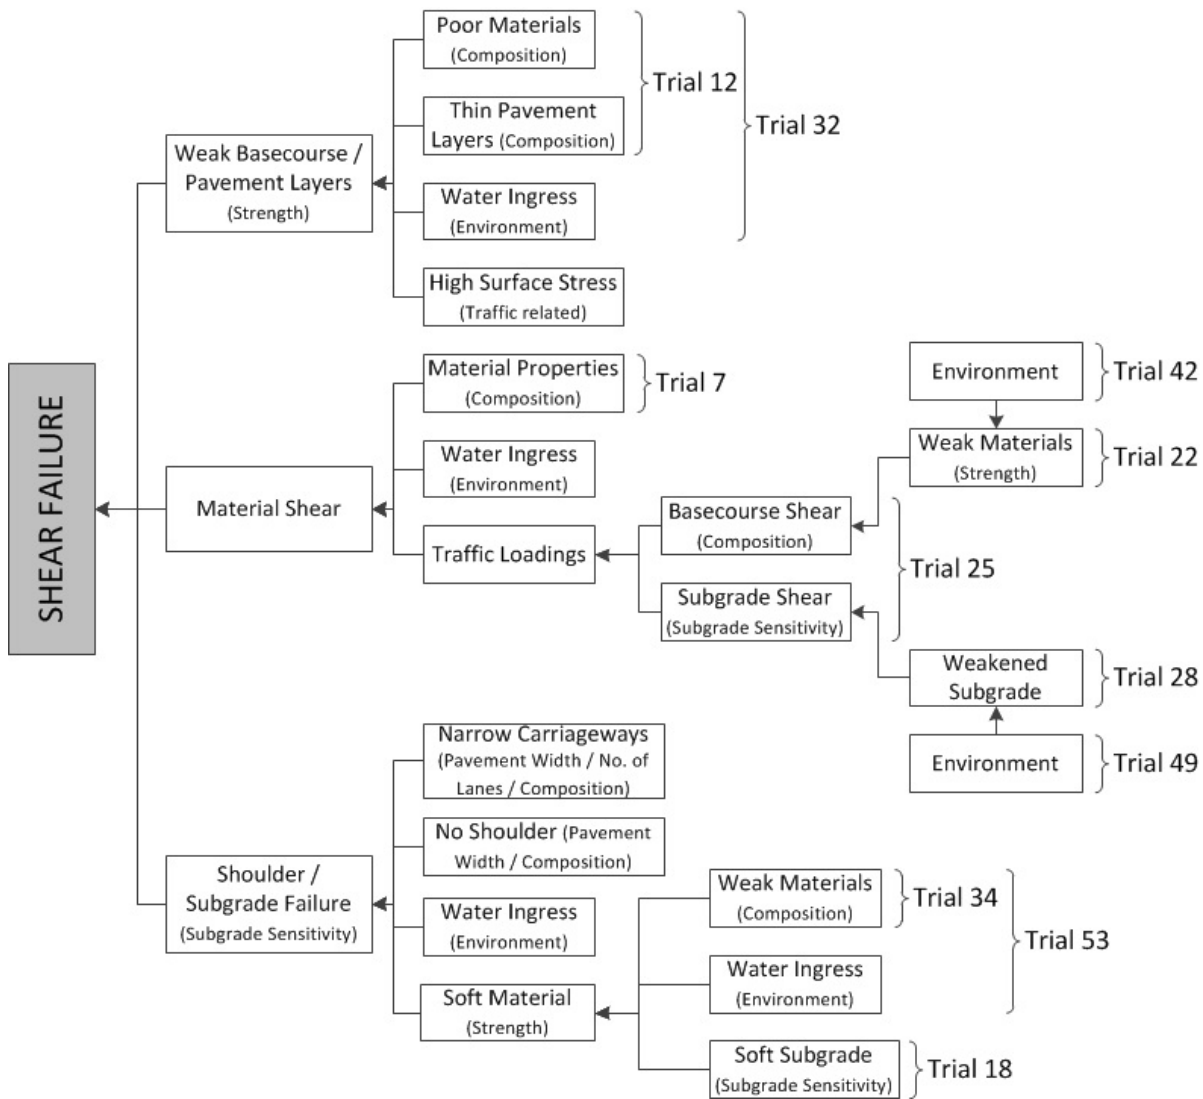 SHEAR FAILURE
Weak Basecourse /
Pavement Layers
(Strength)
Poor Materials
(Composition)
Thin Pavement
Layers (Composition)
Water Ingress
(Environment)
High Surface Stress
(Traffic related)
Trial 12
Trial 32
Material Shear
Material Properties
(Composition)
Trial 7
Water Ingress
(Environment)
Traffic Loadings
Basecourse Shear
(Composition)
Subgrade Shear
(Subgrade Sensitivity)
Trial 25
Environment
Trial 42
Weak Materials
(Strength)
Trial 22
Weakened
Subgrade
Trial 28
Environment
Trial 49
Shoulder /
Subgrade Failure
(Subgrade Sensitivity)
Narrow Carriageways
(Pavement Width / No. of
Lanes / Composition)
No Shoulder (Pavement
Width / Composition)
Water Ingress
(Environment)
Soft Material
(Strength)
Weak Materials
(Composition)
Trial 34
Water Ingress
(Environment)
Trial 53
Soft Subgrade
(Subgrade Sensitivity)
Trial 18